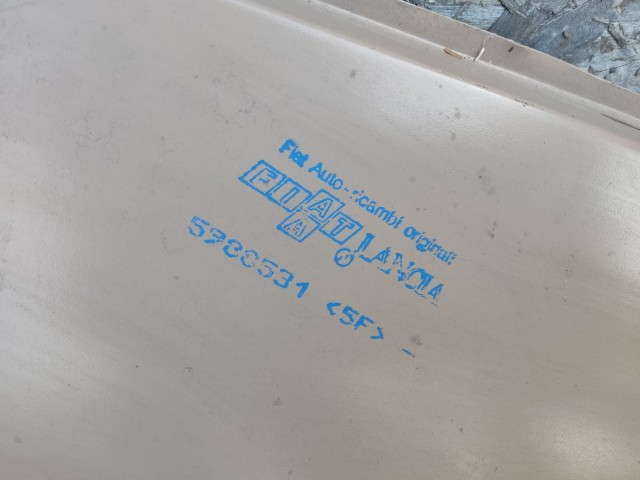 Fiat Auto - ricambi originali
FIAT
A LANCIA
<5F> -